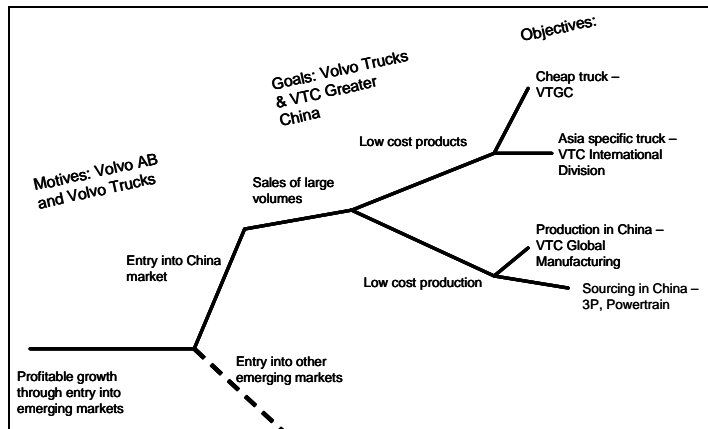 Objectives:
Goals: Volvo Trucks
& VTC Greater
China
Motives: Volvo AB
and Volvo Trucks
Cheap truck –
VTGC
Low cost products
Asia specific truck –
VTC International
Division
Sales of large
volumes
Production in China –
VTC Global
Manufacturing
Entry into China
market
Low cost production
Sourcing in China –
3P, Powertrain
Entry into other
emerging markets
Profitable growth
through entry into
emerging markets